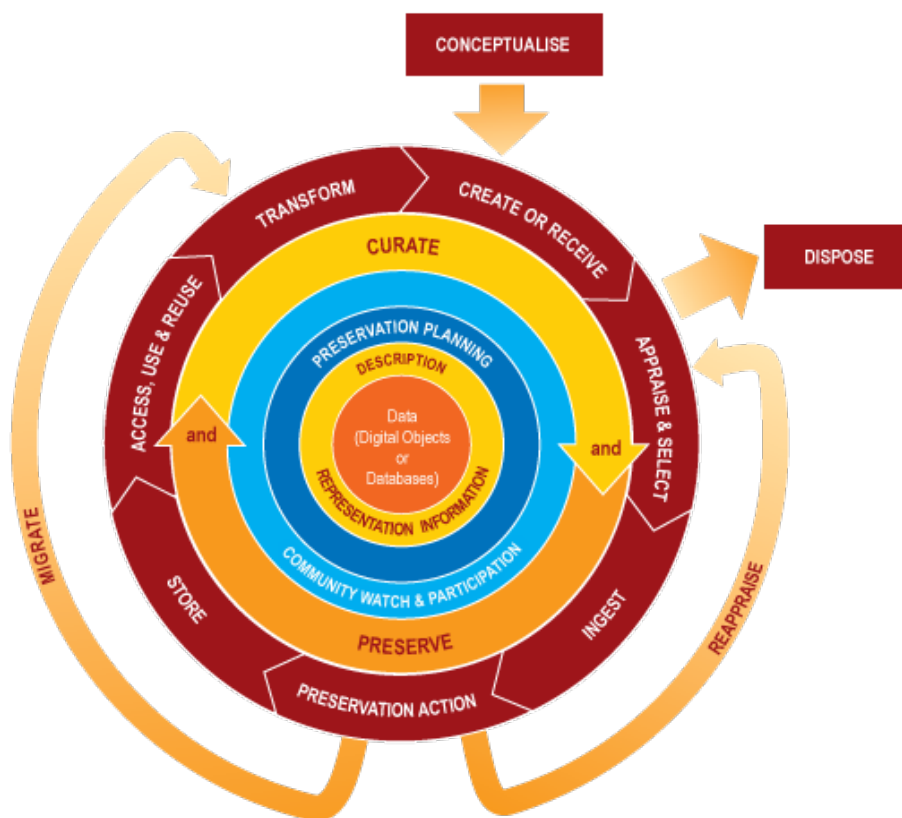 CONCEPTUALISE
CREATE OR RECEIVE
TRANSFORM
CURATE
DISPOSE
APPRAISE & SELECT
ACCESS, USE & REUSE
PRESERVATION PLANNING
DESCRIPTION
Data
(Digital Objects
or
Databases)
and
and
REPRESENTATION INFORMATION
COMMUNITY WATCH & PARTICIPATION
MIGRATE
STORE
INGEST
REAPPRAISE
PRESERVE
PRESERVATION ACTION